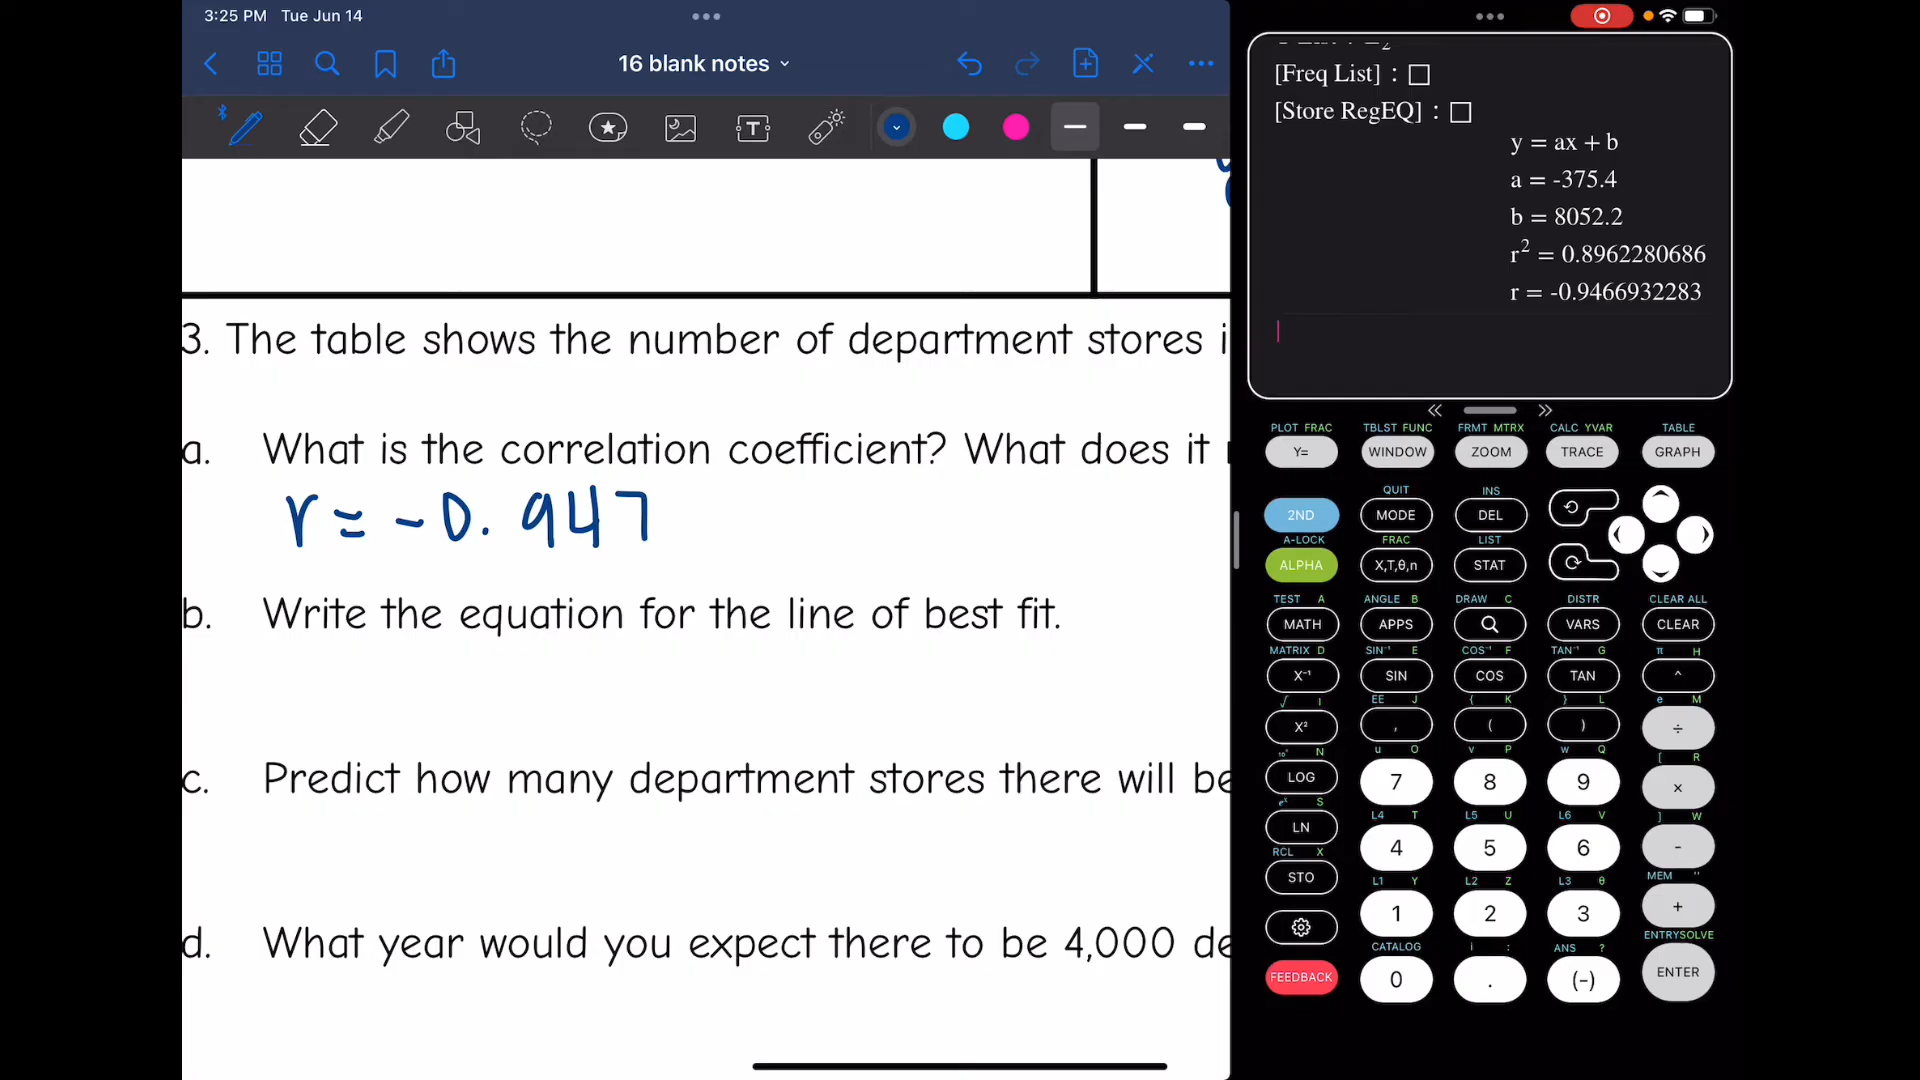 3:25 PM Tue Jun 14
16 blank notes
3. The table shows the number of department stores i
a. What is the correlation coefficient? What does it
r = -0.947
b. Write the equation for the line of best fit.
c. Predict how many department stores there will be
d. What year would you expect there to be 4,000 de
[Freq List] :
[Store RegEQ] :
y = ax + b
a = -375.4
b = 8052.2
r² = 0.8962280686
r = -0.9466932283
PLOT FRAC TBLST FUNC FRMT MTRX CALC YVAR TABLE
Y= WINDOW ZOOM TRACE GRAPH
QUIT INS
2ND MODE DEL
A-LOCK FRAC LIST
ALPHA X,T,θ,n STAT
TEST A ANGLE B DRAW C DISTR CLEAR ALL
MATH APPS VARS CLEAR
MATRIX D SIN⁻¹ E COS⁻¹ F TAN⁻¹ G π H
X⁻¹ SIN COS TAN ^
√ I EE J { K } L e M
X² , ( ) ÷
10ˣ N u O v P w Q [ R
LOG 7 8 9 ×
eˣ S L4 T L5 U L6 V ] W
LN 4 5 6 -
RCL X L1 Y L2 Z L3 θ MEM "
STO 1 2 3 +
CATALOG i : ANS ? ENTRY SOLVE
FEEDBACK 0 . (-) ENTER